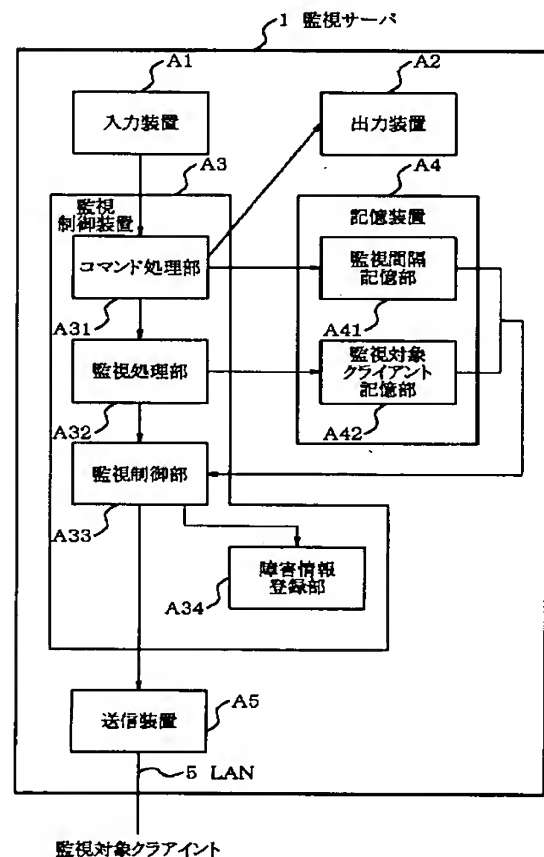 1 監視サーバ
A1
入力装置
A2
出力装置
A3
監視
制御装置
コマンド処理部
A31
監視処理部
A32
監視制御部
A33
障害情報
登録部
A34
A4
記憶装置
監視間隔
記憶部
A41
監視対象
クライアント
記憶部
A42
送信装置
A5
5 LAN
監視対象クラアイント